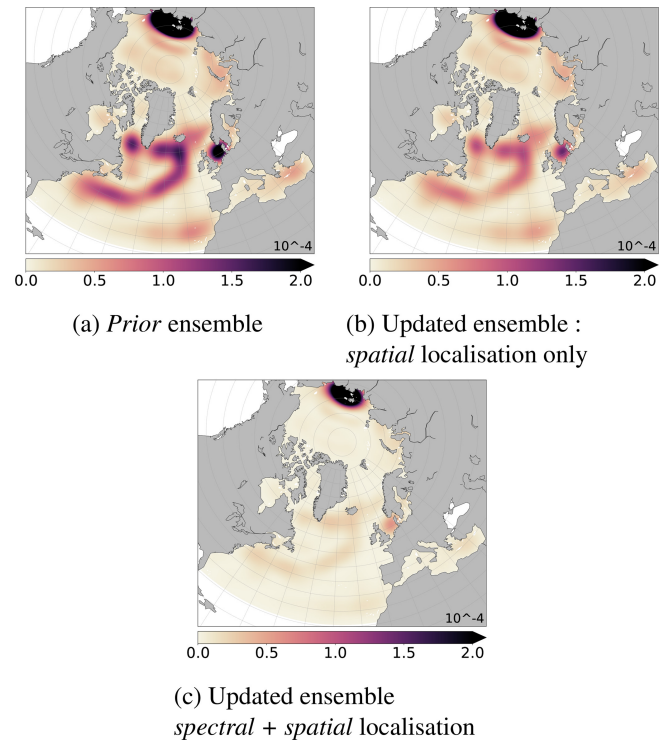 10^-4
10^-4
0.0 0.5 1.0 1.5 2.0
0.0 0.5 1.0 1.5 2.0
(a) Prior ensemble
(b) Updated ensemble :
spatial localisation only
10^-4
0.0 0.5 1.0 1.5 2.0
(c) Updated ensemble
spectral + spatial localisation